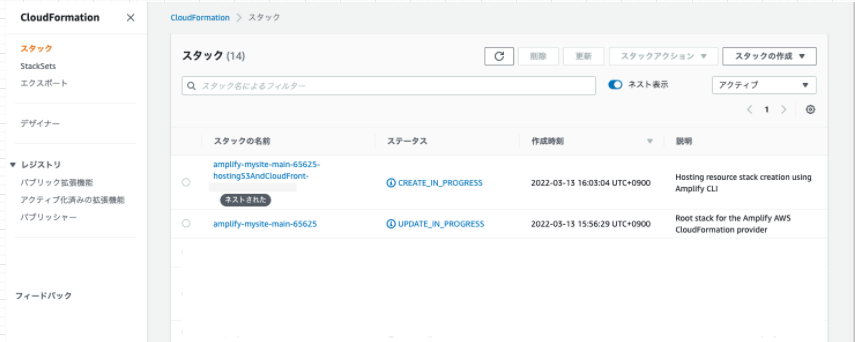 CloudFormation ×
スタック
StackSets
エクスポート
デザイナー
▼ レジストリ
パブリック拡張機能
アクティブ化済みの拡張機能
パブリッシャー
フィードバック
CloudFormation > スタック
スタック (14)
削除
更新
スタックアクション ▼
スタックの作成 ▼
スタック名によるフィルター
ネスト表示
アクティブ ▼
< 1 >
スタックの名前 ステータス 作成時刻 ▼ 説明
amplify-mysite-main-65625-
hostingS3AndCloudFront-
ネストされた
CREATE_IN_PROGRESS
2022-03-13 16:03:04 UTC+0900
Hosting resource stack creation using
Amplify CLI
amplify-mysite-main-65625
UPDATE_IN_PROGRESS
2022-03-13 15:56:29 UTC+0900
Root stack for the Amplify AWS
CloudFormation provider